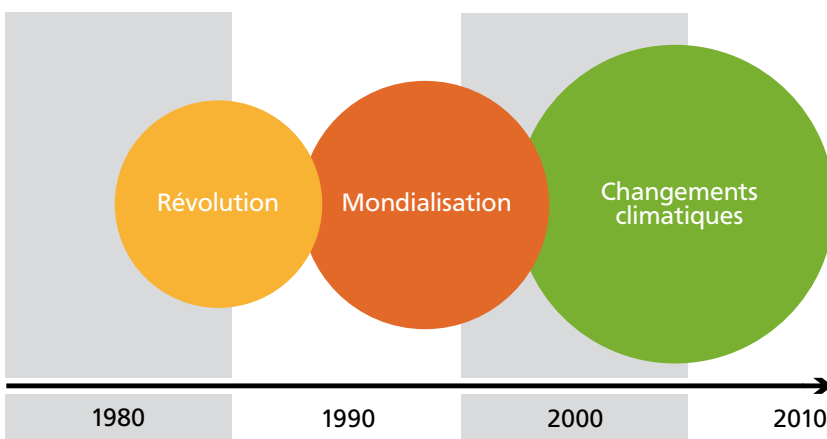 Révolution
Mondialisation
Changements
climatiques
1980
1990
2000
2010